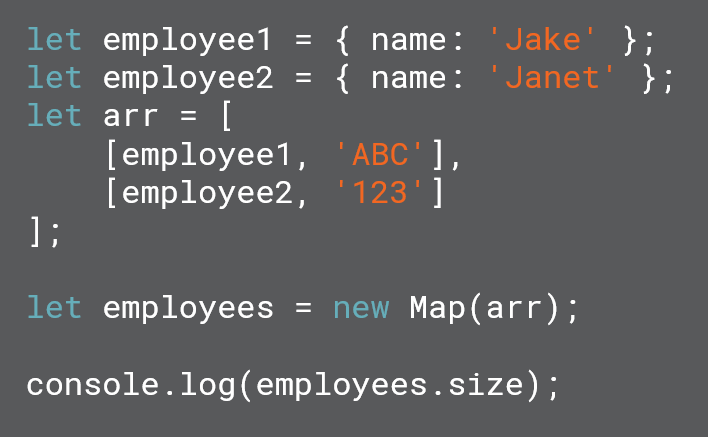 let employee1 = { name: 'Jake' };
let employee2 = { name: 'Janet' };
let arr = [
    [employee1, 'ABC'],
    [employee2, '123']
];
let employees = new Map(arr);
console.log(employees.size);